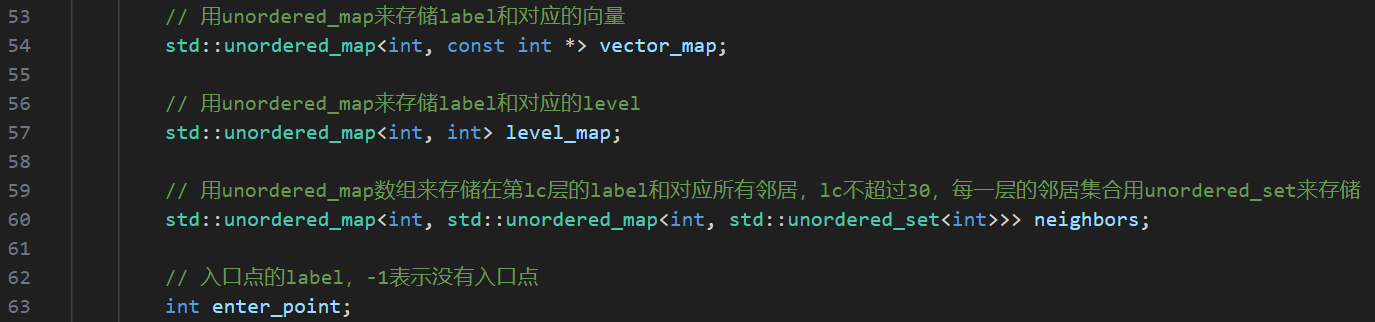 53 // 用unordered_map来存储label和对应的向量
54 std::unordered_map<int, const int *> vector_map;
55
56 // 用unordered_map来存储label和对应的level
57 std::unordered_map<int, int> level_map;
58
59 // 用unordered_map数组来存储在第lc层的label和对应所有邻居，lc不超过30，每一层的邻居集合用unordered_set来存储
60 std::unordered_map<int, std::unordered_map<int, std::unordered_set<int>>> neighbors;
61
62 // 入口点的label，-1表示没有入口点
63 int enter_point;